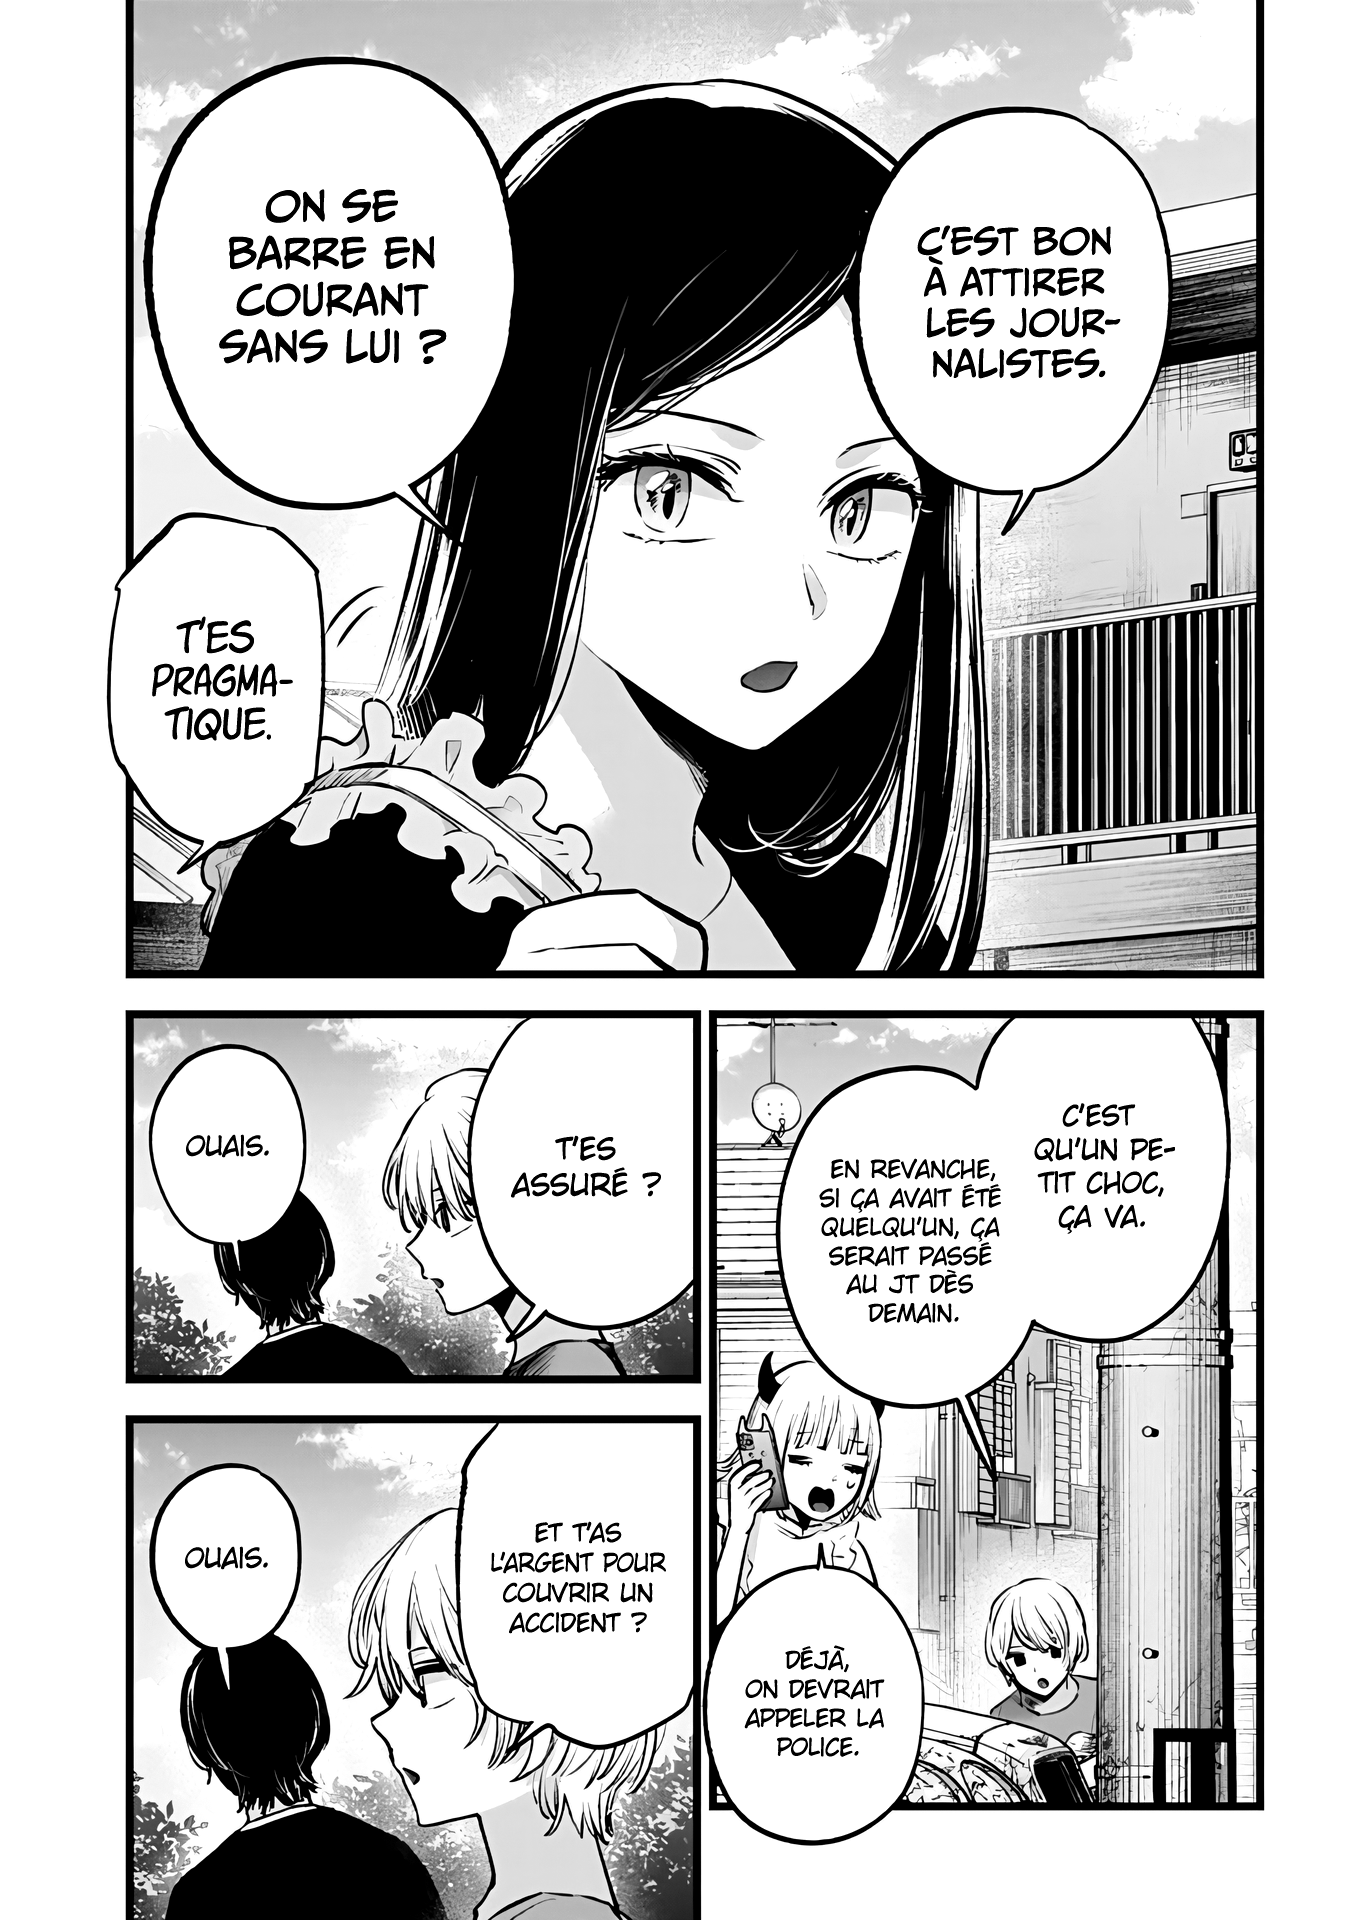 C'EST BON
À ATTIRER
LES JOUR-
NALISTES.
ON SE
BARRE EN
COURANT
SANS LUI ?
T'ES
PRAGMA-
TIQUE.
C'EST
QU'UN PE-
TIT CHOC,
ÇA VA.
EN REVANCHE,
SI ÇA AVAIT ÉTÉ
QUELQU'UN, ÇA
SERAIT PASSÉ
AU JT DÈS
DEMAIN.
DÉJÀ,
ON DEVRAIT
APPELER LA
POLICE.
T'ES
ASSURÉ ?
OUAIS.
ET T'AS
L'ARGENT POUR
COUVRIR UN
ACCIDENT ?
OUAIS.